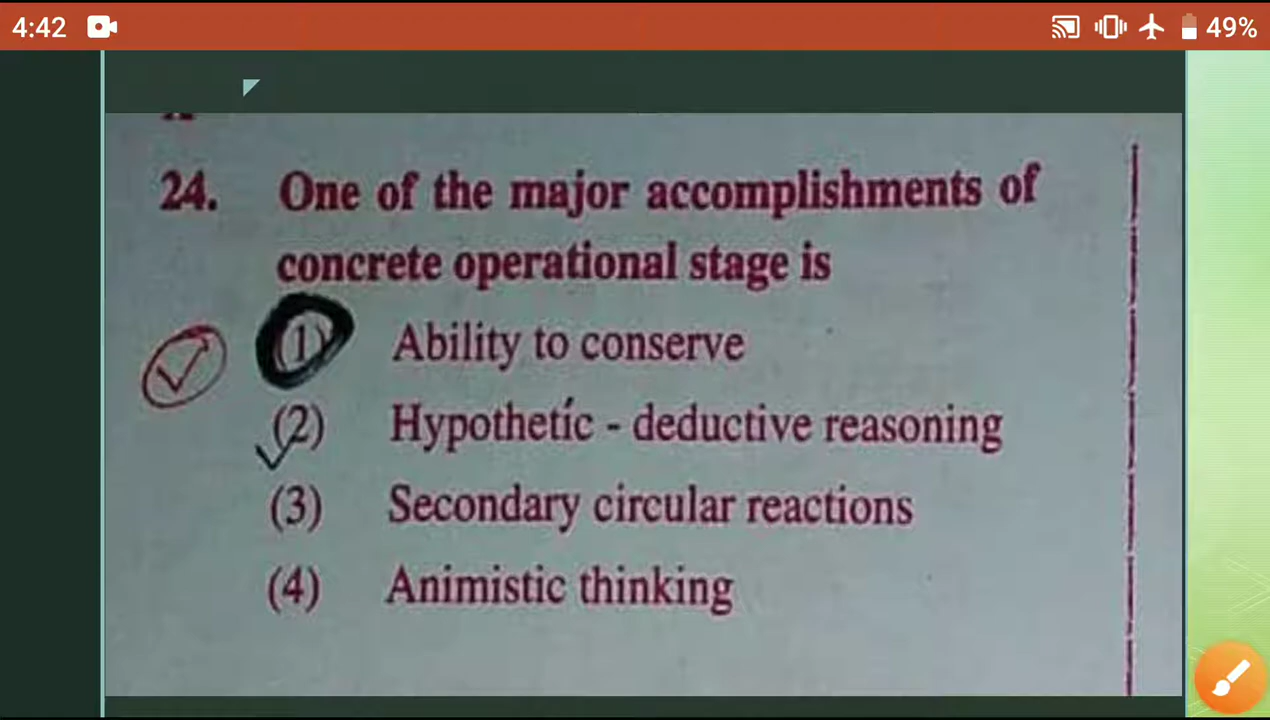 4:42
49%
24. One of the major accomplishments of
concrete operational stage is
(1) Ability to conserve
(2) Hypothetic - deductive reasoning
(3) Secondary circular reactions
(4) Animistic thinking